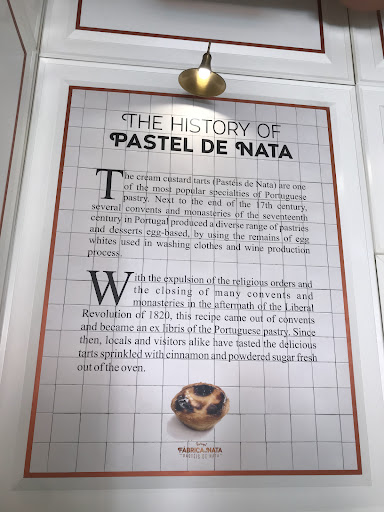 THE HISTORY OF
PASTEL DE NATA
The cream custard tarts (Pastéis de Nata) are one
of the most popular specialties of Portuguese
pastry. Next to the end of the 17th century,
several convents and monasteries of the seventeenth
century in Portugal produced a diverse range of pastries
and desserts egg-based, by using the remains of egg
whites used in washing clothes and wine production
process.
With the expulsion of the religious orders and
the closing of many convents and
monasteries in the aftermath of the Liberal
Revolution of 1820, this recipe came out of convents
and became an ex libris of the Portuguese pastry. Since
then, locals and visitors alike have tasted the delicious
tarts sprinkled with cinnamon and powdered sugar fresh
out of the oven.
FABRICA NATA
PASTÉIS DE NATA